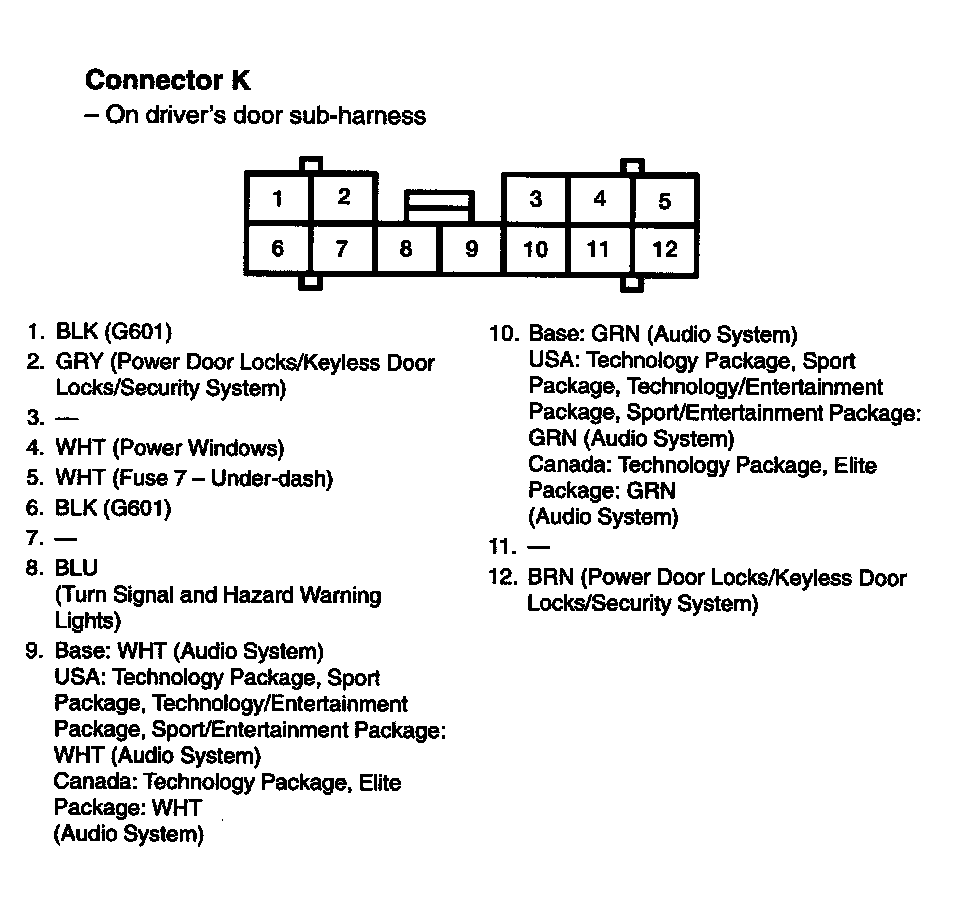 Connector K
– On driver's door sub-harness
1 2 3 4 5
6 7 8 9 10 11 12
1. BLK (G601)
2. GRY (Power Door Locks/Keyless Door
Locks/Security System)
3. —
4. WHT (Power Windows)
5. WHT (Fuse 7 – Under-dash)
6. BLK (G601)
7. —
8. BLU
(Turn Signal and Hazard Warning
Lights)
9. Base: WHT (Audio System)
USA: Technology Package, Sport
Package, Technology/Entertainment
Package, Sport/Entertainment Package:
WHT (Audio System)
Canada: Technology Package, Elite
Package: WHT
(Audio System)
10. Base: GRN (Audio System)
USA: Technology Package, Sport
Package, Technology/Entertainment
Package, Sport/Entertainment Package:
GRN (Audio System)
Canada: Technology Package, Elite
Package: GRN
(Audio System)
11. —
12. BRN (Power Door Locks/Keyless Door
Locks/Security System)